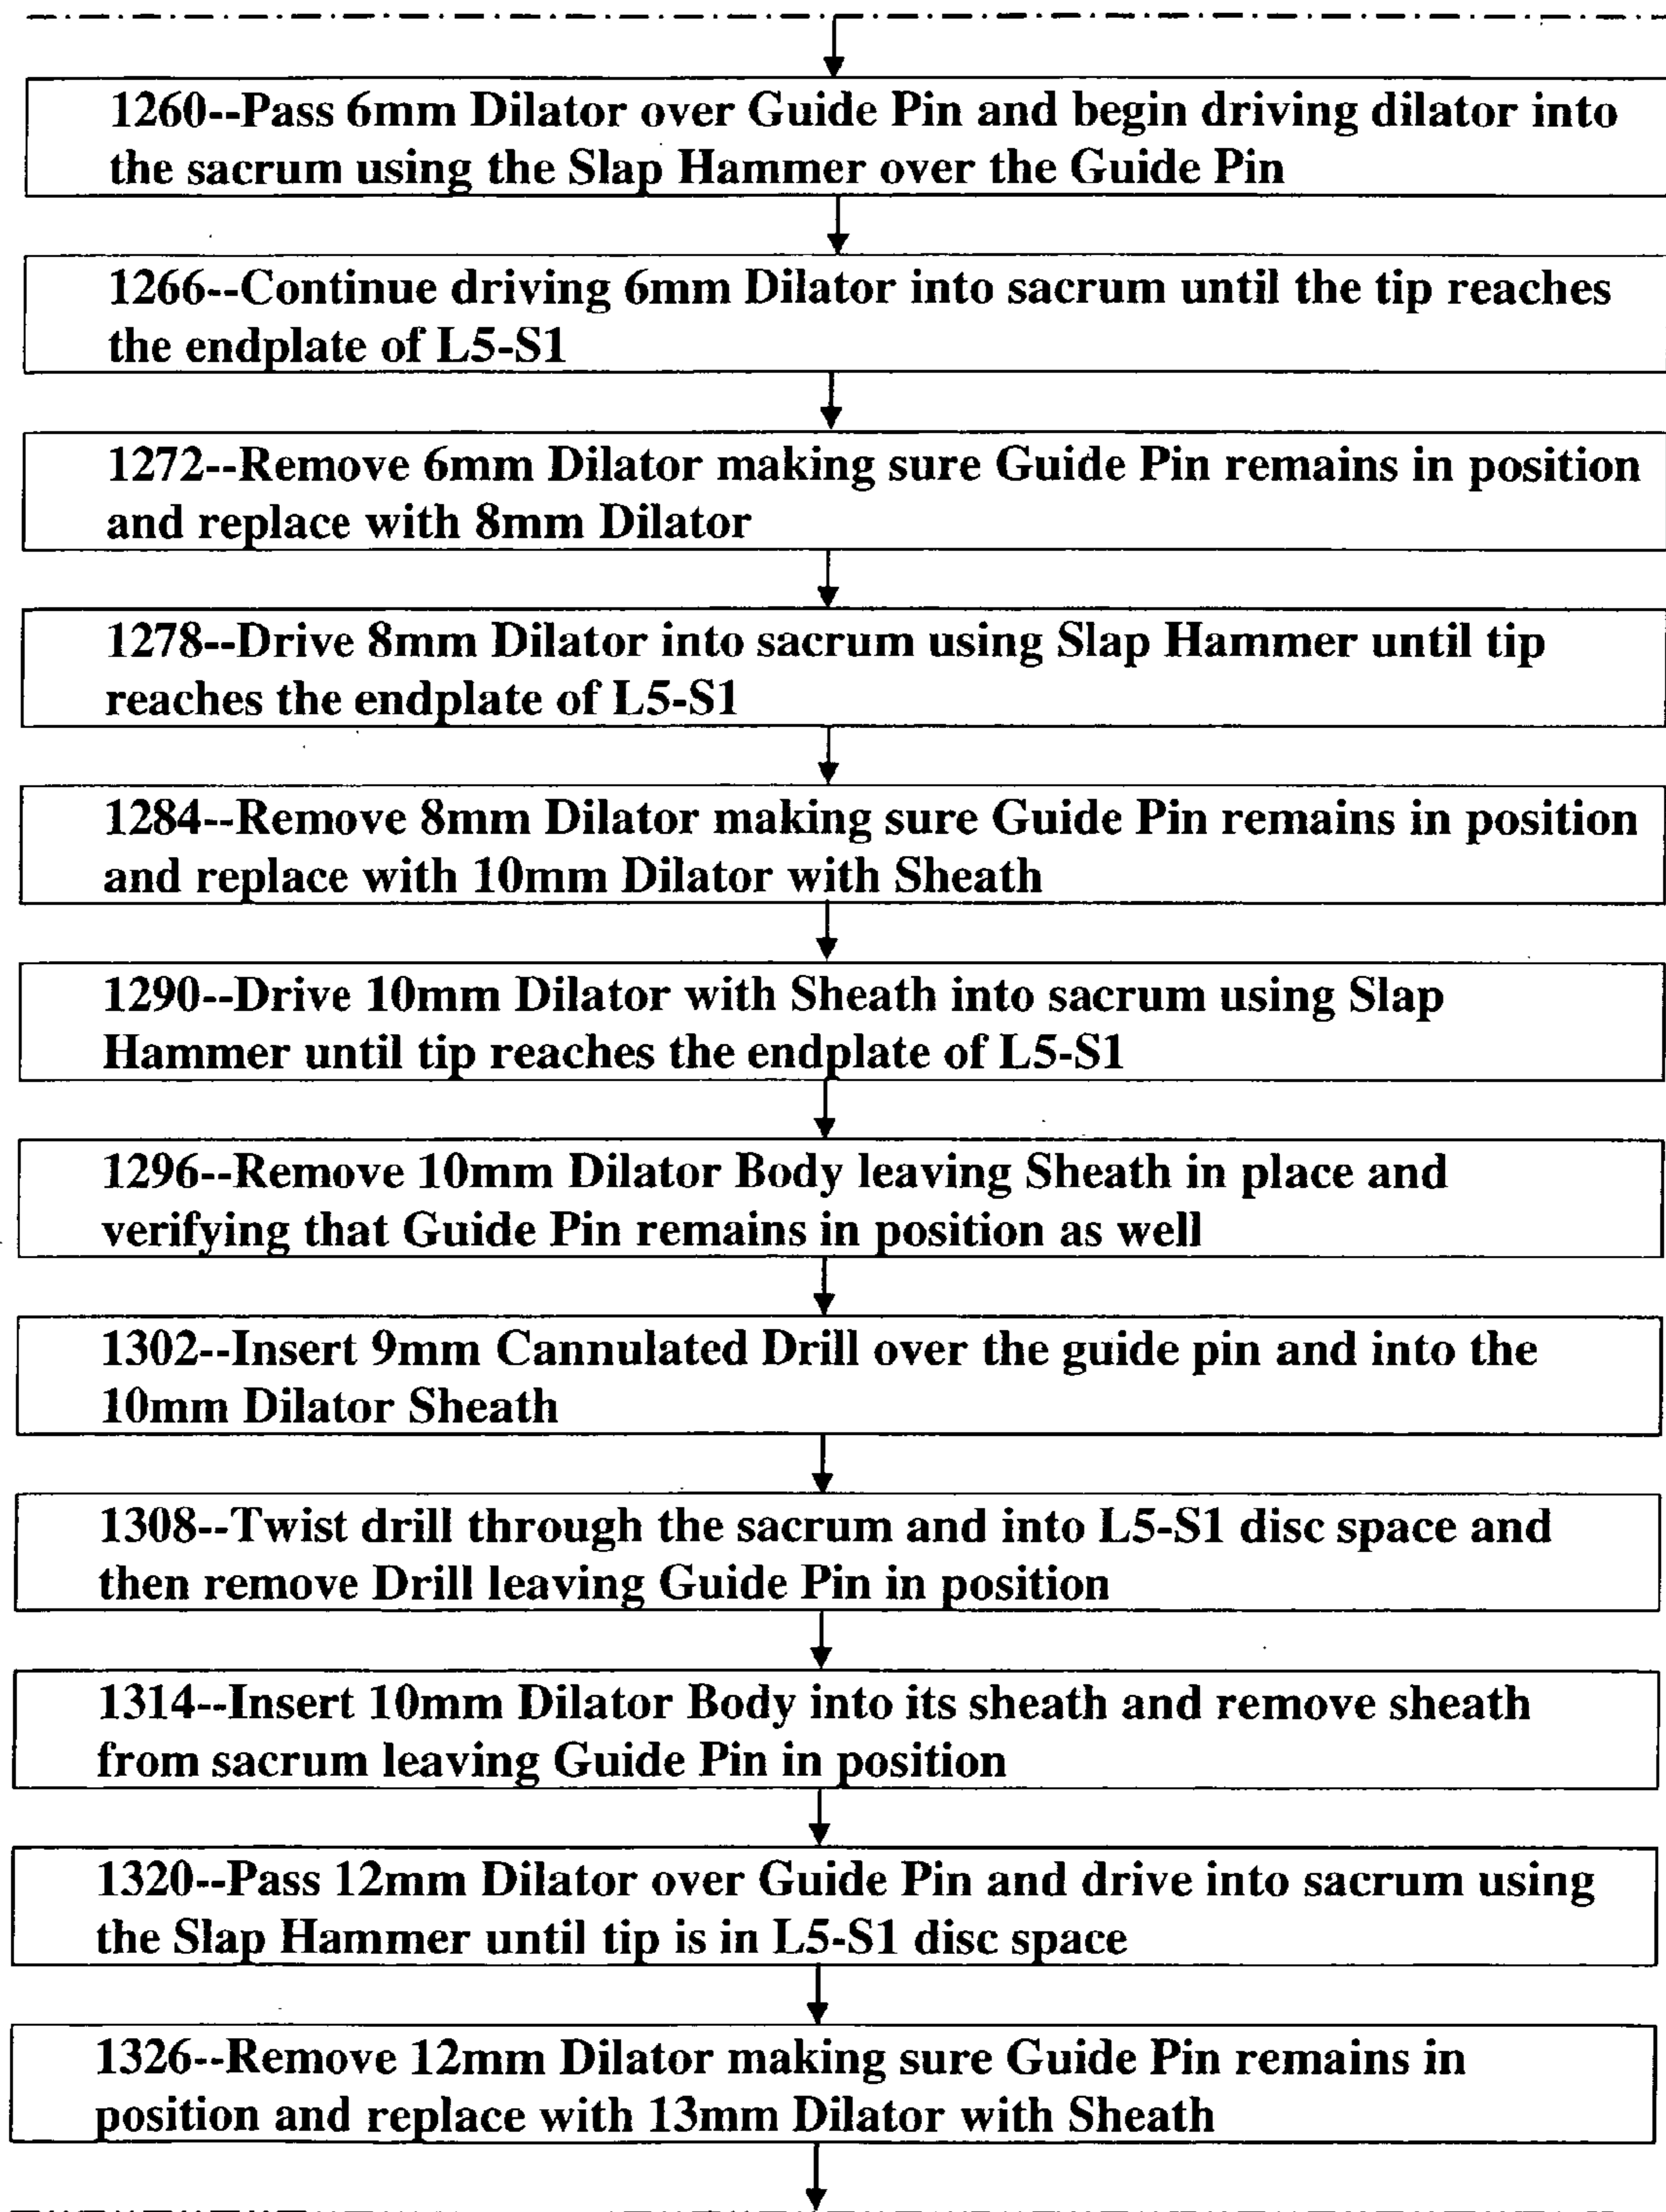 1260--Pass 6mm Dilator over Guide Pin and begin driving dilator into
the sacrum using the Slap Hammer over the Guide Pin
1266--Continue driving 6mm Dilator into sacrum until the tip reaches
the endplate of L5-S1
1272--Remove 6mm Dilator making sure Guide Pin remains in position
and replace with 8mm Dilator
1278--Drive 8mm Dilator into sacrum using Slap Hammer until tip
reaches the endplate of L5-S1
1284--Remove 8mm Dilator making sure Guide Pin remains in position
and replace with 10mm Dilator with Sheath
1290--Drive 10mm Dilator with Sheath into sacrum using Slap
Hammer until tip reaches the endplate of L5-S1
1296--Remove 10mm Dilator Body leaving Sheath in place and
verifying that Guide Pin remains in position as well
1302--Insert 9mm Cannulated Drill over the guide pin and into the
10mm Dilator Sheath
1308--Twist drill through the sacrum and into L5-S1 disc space and
then remove Drill leaving Guide Pin in position
1314--Insert 10mm Dilator Body into its sheath and remove sheath
from sacrum leaving Guide Pin in position
1320--Pass 12mm Dilator over Guide Pin and drive into sacrum using
the Slap Hammer until tip is in L5-S1 disc space
1326--Remove 12mm Dilator making sure Guide Pin remains in
position and replace with 13mm Dilator with Sheath